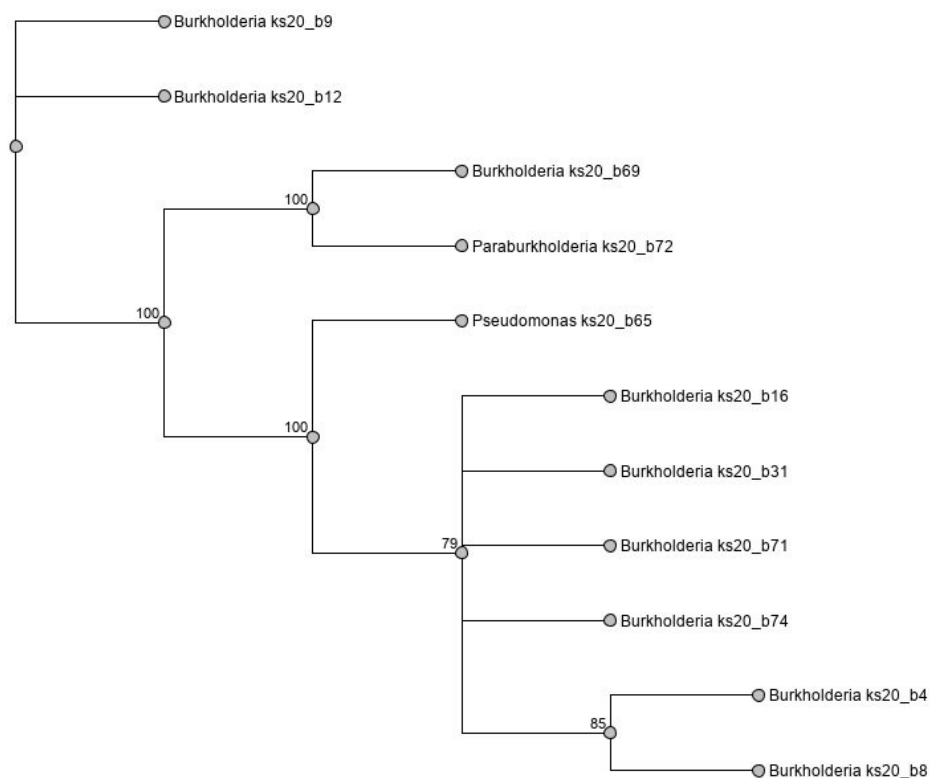 Burkholderia ks20_b9
Burkholderia ks20_b12
Burkholderia ks20_b69
100
Paraburkholderia ks20_b72
100
Pseudomonas ks20_b65
Burkholderia ks20_b16
100
Burkholderia ks20_b31
79
Burkholderia ks20_b71
Burkholderia ks20_b74
Burkholderia ks20_b4
85
Burkholderia ks20_b8